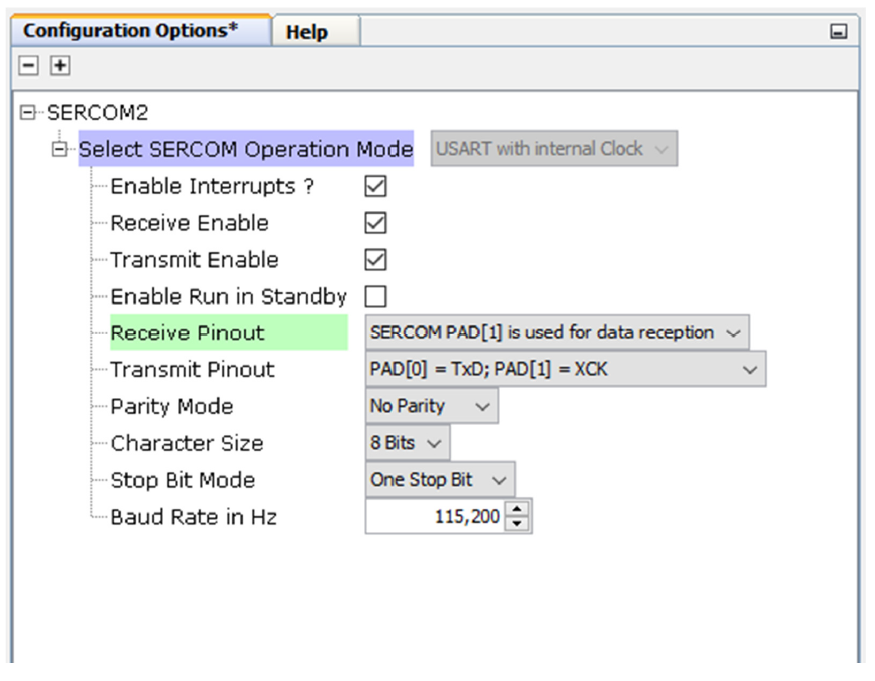 Configuration Options*  Help
SERCOM2
Select SERCOM Operation Mode  USART with internal Clock
Enable Interrupts ?
Receive Enable
Transmit Enable
Enable Run in Standby
Receive Pinout  SERCOM PAD[1] is used for data reception
Transmit Pinout  PAD[0] = TxD; PAD[1] = XCK
Parity Mode  No Parity
Character Size  8 Bits
Stop Bit Mode  One Stop Bit
Baud Rate in Hz  115,200